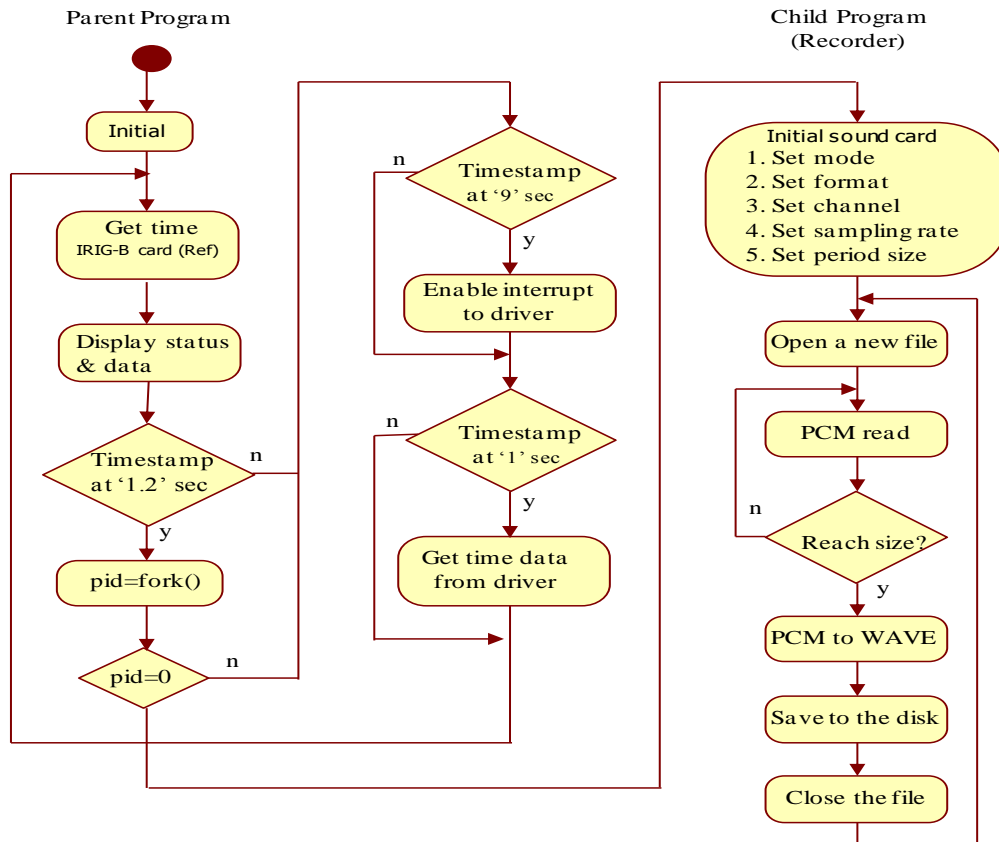 Parent Program
Initial
Get time
IRIG-B card (Ref)
Display status
& data
Timestamp
at ‘1.2’ sec
n
y
pid=fork()
pid=0
n
Timestamp
at ‘9’ sec
n
y
Enable interrupt
to driver
Timestamp
at ‘1’ sec
n
y
Get time data
from driver
Child Program
(Recorder)
Initial sound card
1. Set mode
2. Set format
3. Set channel
4. Set sampling rate
5. Set period size
Open a new file
PCM read
Reach size?
n
y
PCM to WAVE
Save to the disk
Close the file